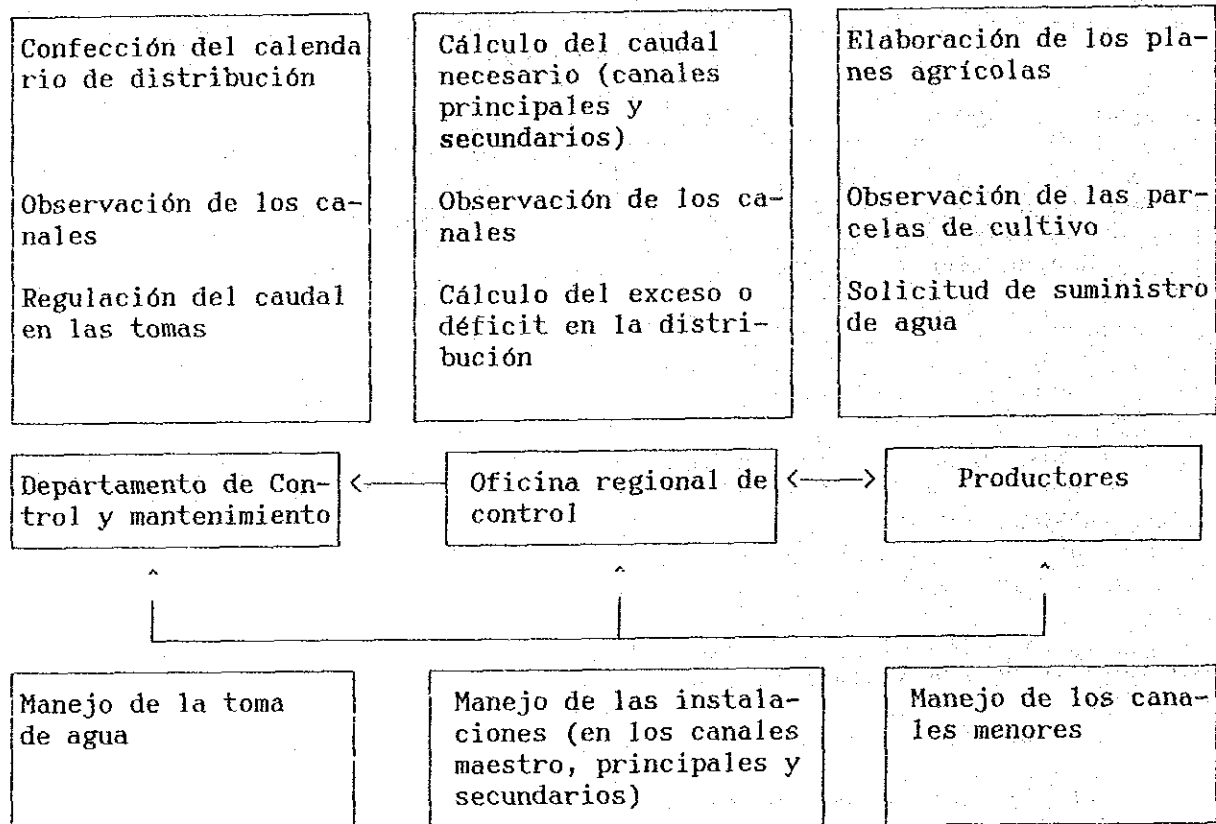 Confección del calenda
rio de distribución
Observación de los ca-
nales
Regulación del caudal
en las tomas
Cálculo del caudal
necesario (canales
principales y
secundarios)
Observación de los ca-
nales
Cálculo del exceso o
déficit en la distri-
bución
Elaboración de los pla-
nes agrícolas
Observación de las par-
celas de cultivo
Solicitud de suministro
de agua
Departamento de Con-
trol y mantenimiento
Oficina regional de
control
Productores
Manejo de la toma
de agua
Manejo de las instala-
ciones (en los canales
maestro, principales y
secundarios)
Manejo de los cana-
les menores